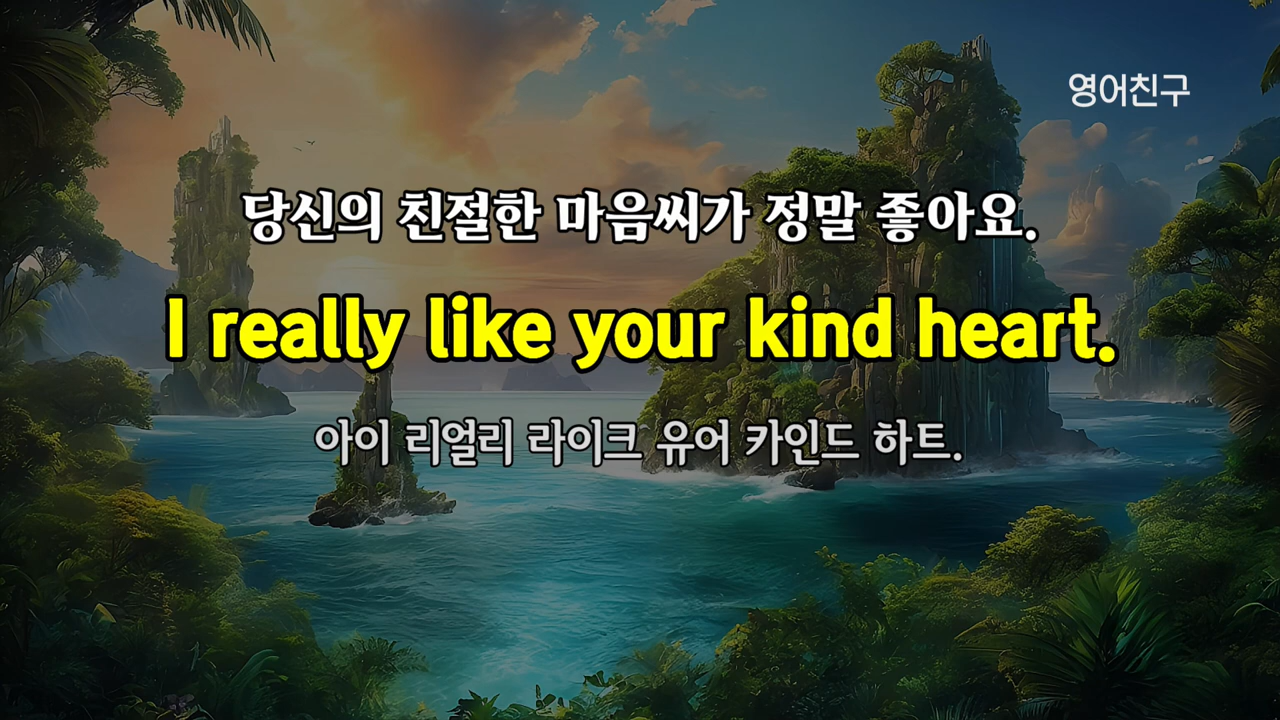 영어친구
당신의 친절한 마음씨가 정말 좋아요.
I really like your kind heart.
아이 리얼리 라이크 유어 카인드 하트.